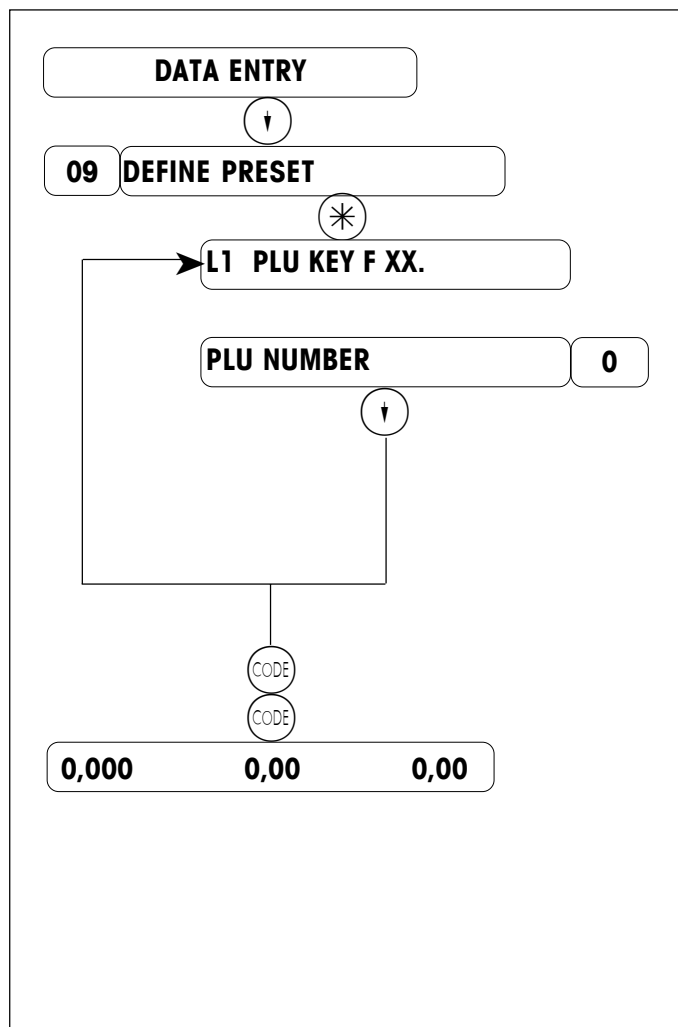 DATA ENTRY
09 DEFINE PRESET
L1 PLU KEY F XX.
PLU NUMBER 0
CODE
CODE
0,000 0,00 0,00